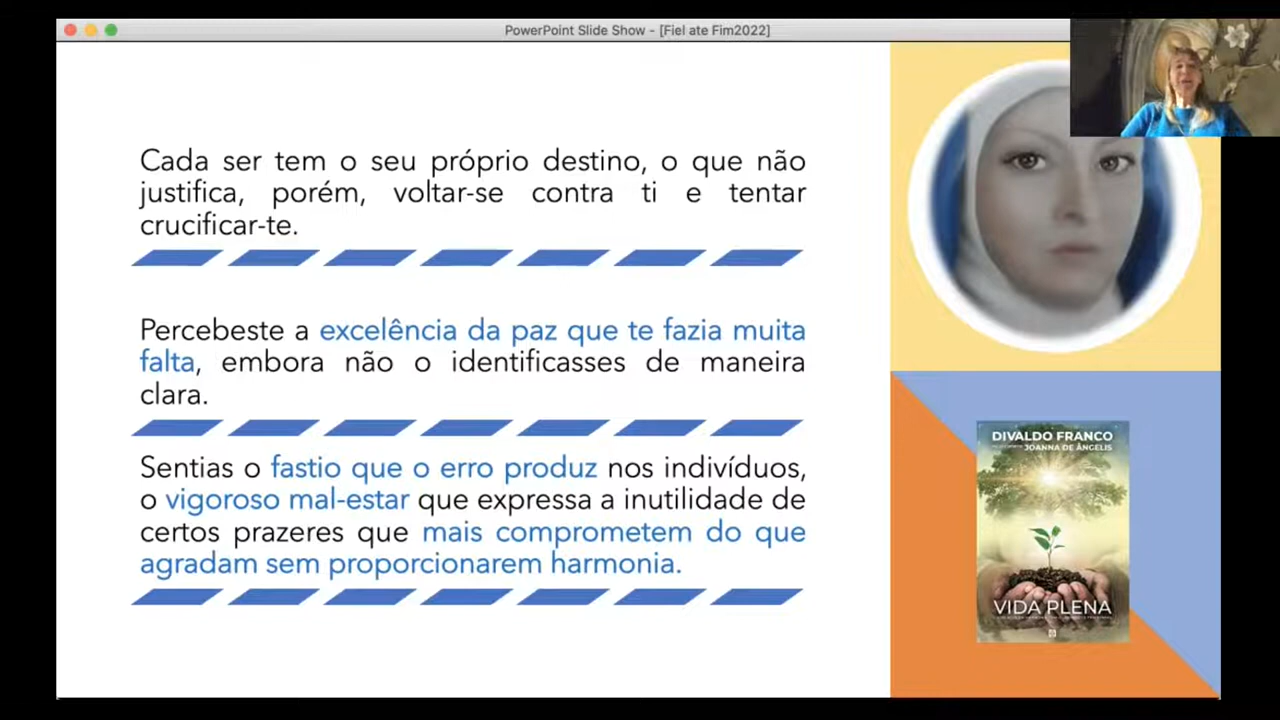 PowerPoint Slide Show - [Fiel ate Fim2022]
Cada ser tem o seu próprio destino, o que não
justifica, porém, voltar-se contra ti e tentar
crucificar-te.
Percebeste a excelência da paz que te fazia muita
falta, embora não o identificasses de maneira
clara.
Sentias o fastio que o erro produz nos indivíduos,
o vigoroso mal-estar que expressa a inutilidade de
certos prazeres que mais comprometem do que
agradam sem proporcionarem harmonia.
DIVALDO FRANCO
JOANNA DE ÂNGELIS
VIDA PLENA